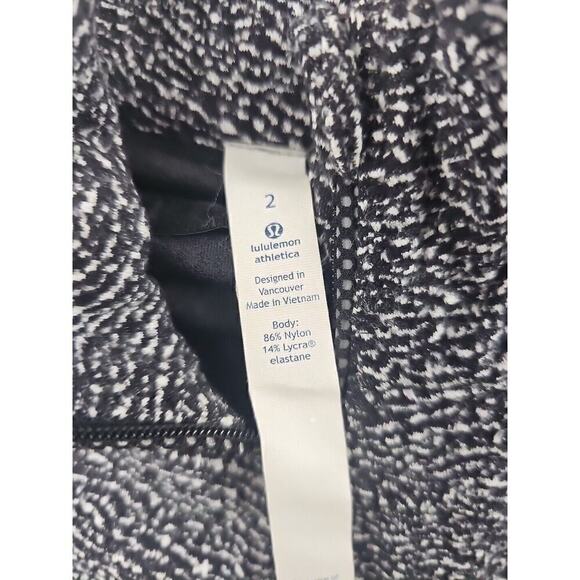 2
lululemon
athletica
Designed in
Vancouver
Made in Vietnam
Body:
86% Nylon
14% Lycra®
elastane